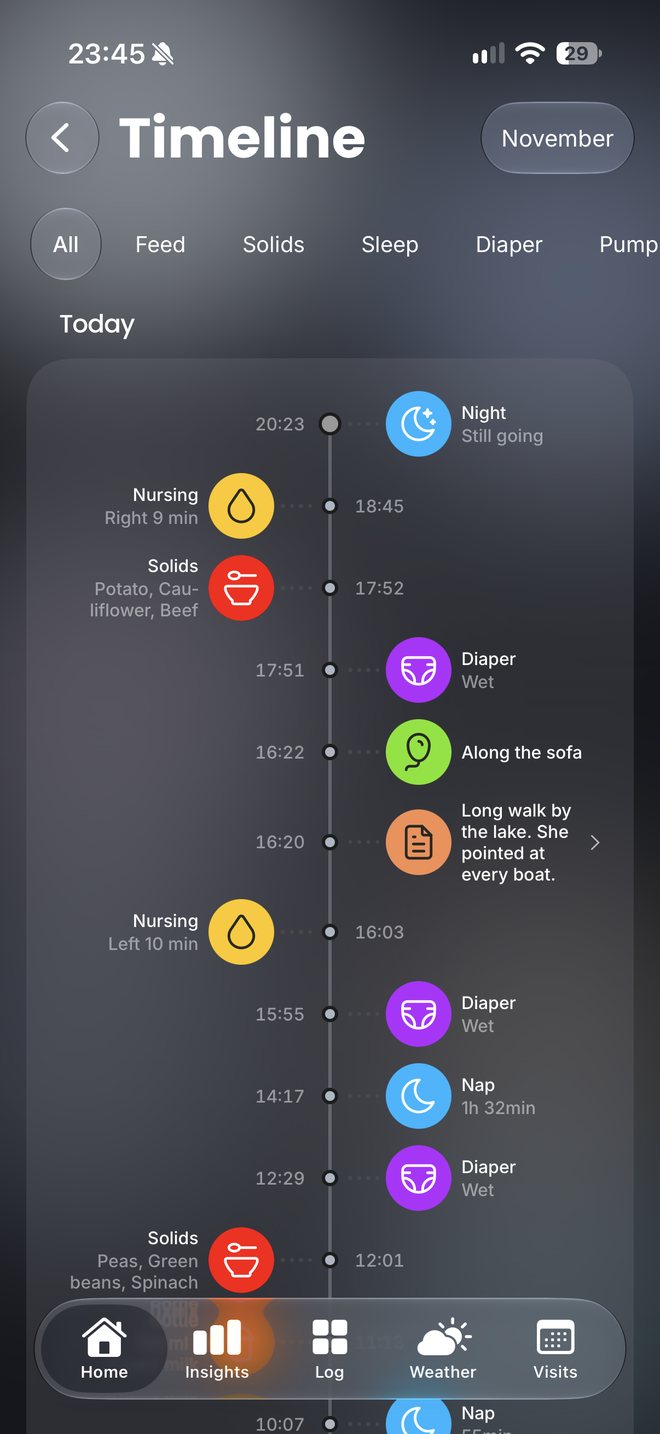 23:45
29
Timeline
November
All Feed Solids Sleep Diaper Pump
Today
20:23
Night
Still going
Nursing
Right 9 min
18:45
Solids
Potato, Cau-
liflower, Beef
17:52
17:51
Diaper
Wet
16:22
Along the sofa
16:20
Long walk by
the lake. She
pointed at
every boat.
Nursing
Left 10 min
16:03
15:55
Diaper
Wet
14:17
Nap
1h 32min
12:29
Diaper
Wet
Solids
Peas, Green
beans, Spinach
12:01
Home Insights Log Weather Visits
10:07
Nap